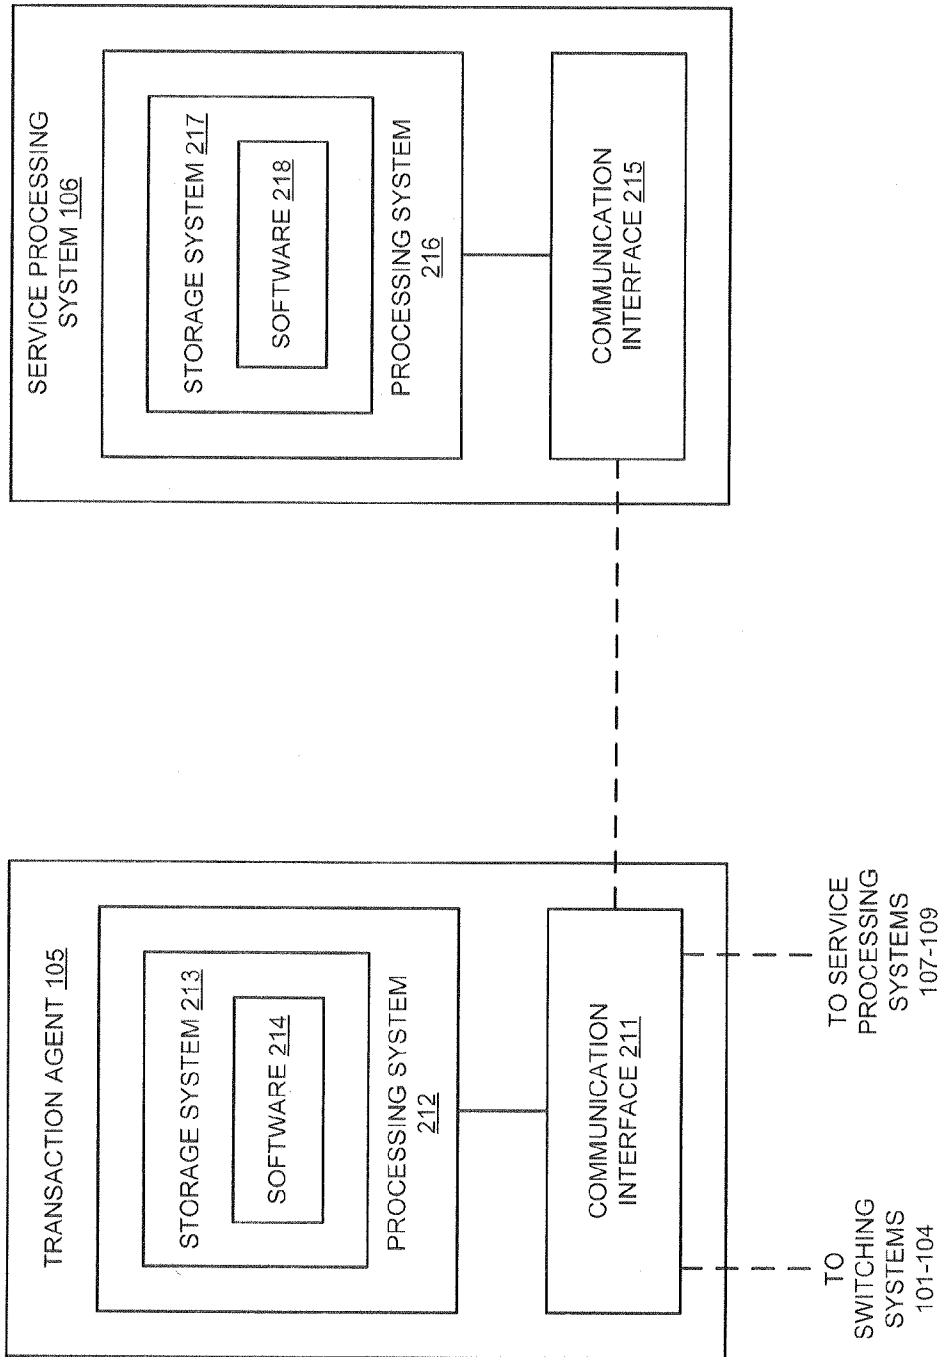 TRANSACTION AGENT 105
STORAGE SYSTEM 213
SOFTWARE 214
PROCESSING SYSTEM
212
COMMUNICATION
INTERFACE 211
TO
SWITCHING
SYSTEMS
101-104
TO SERVICE
PROCESSING
SYSTEMS
107-109
SERVICE PROCESSING
SYSTEM 106
STORAGE SYSTEM 217
SOFTWARE 218
PROCESSING SYSTEM
216
COMMUNICATION
INTERFACE 215